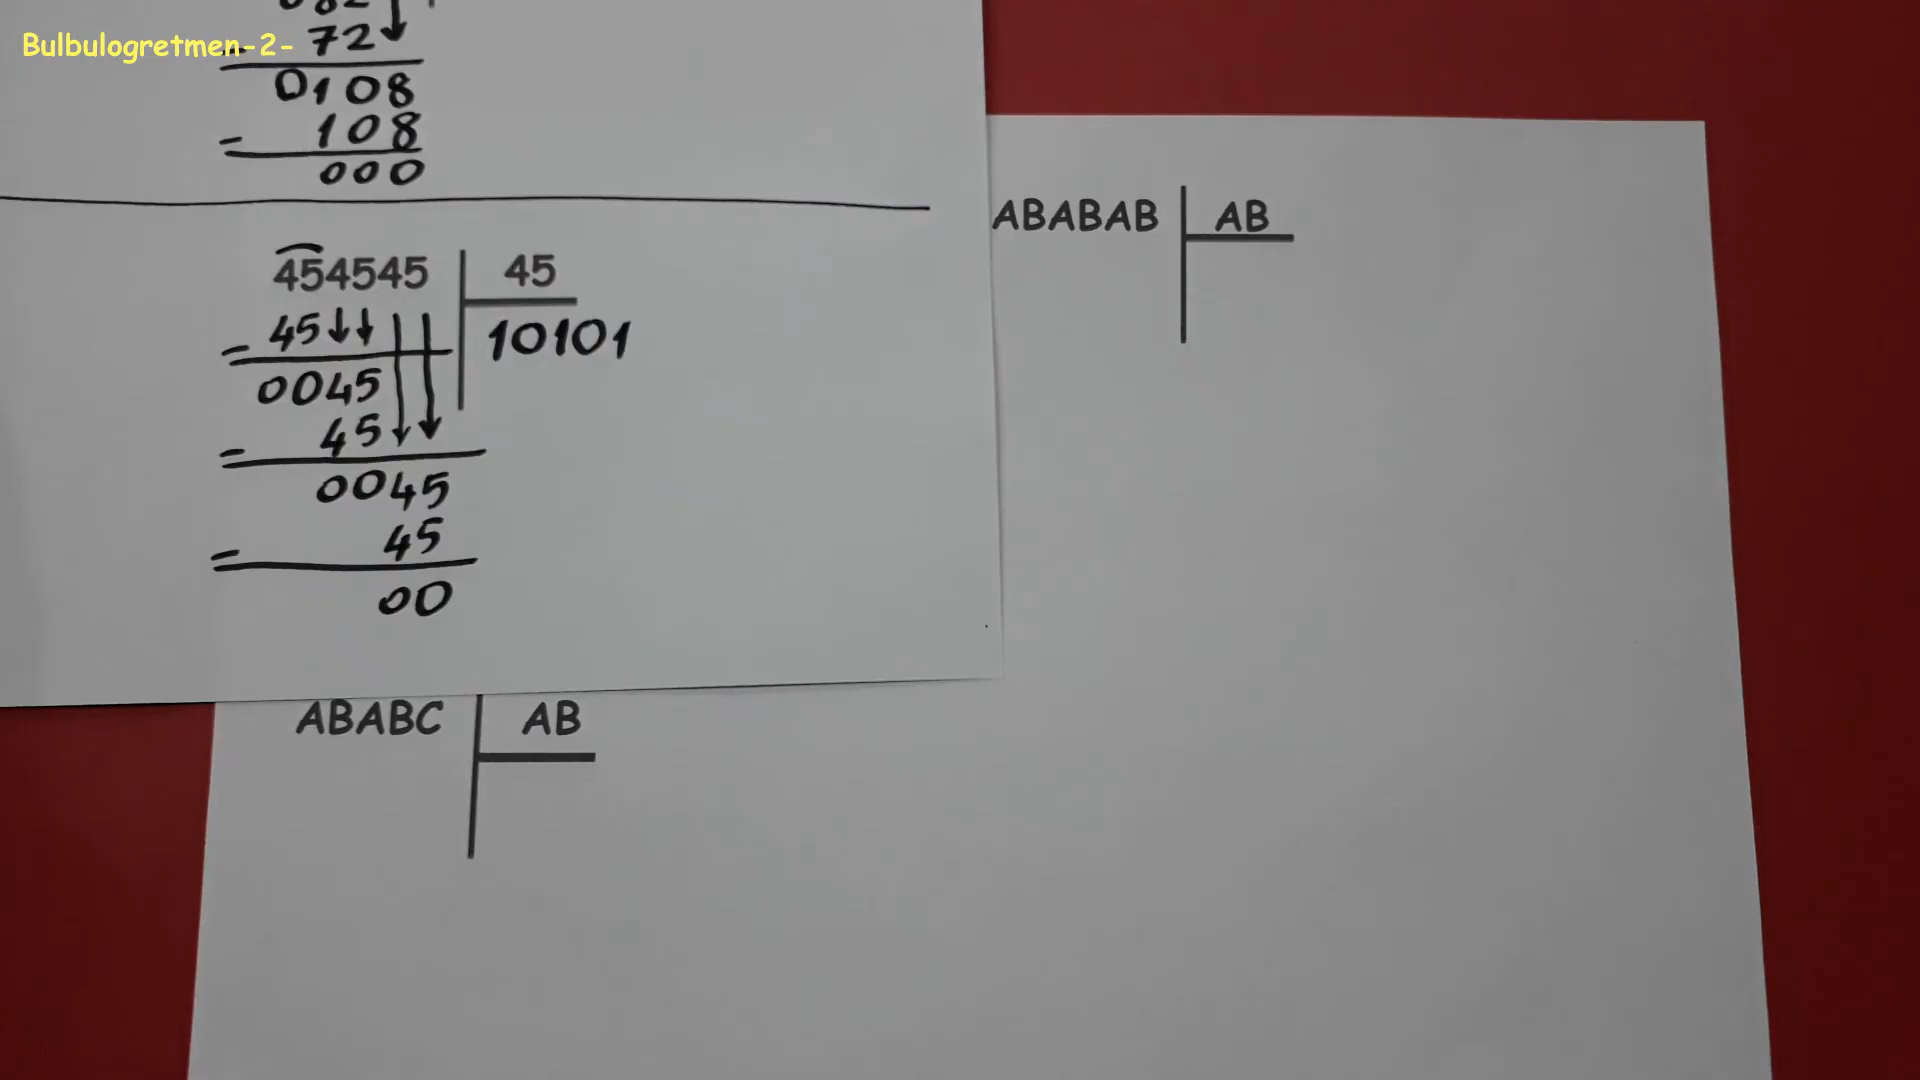 Bulbulogretmen-2-
- 72
0108
- 108
000
454545 45
- 45 10101
0045
- 45
0045
- 45
00
ABABAB AB
ABABC AB